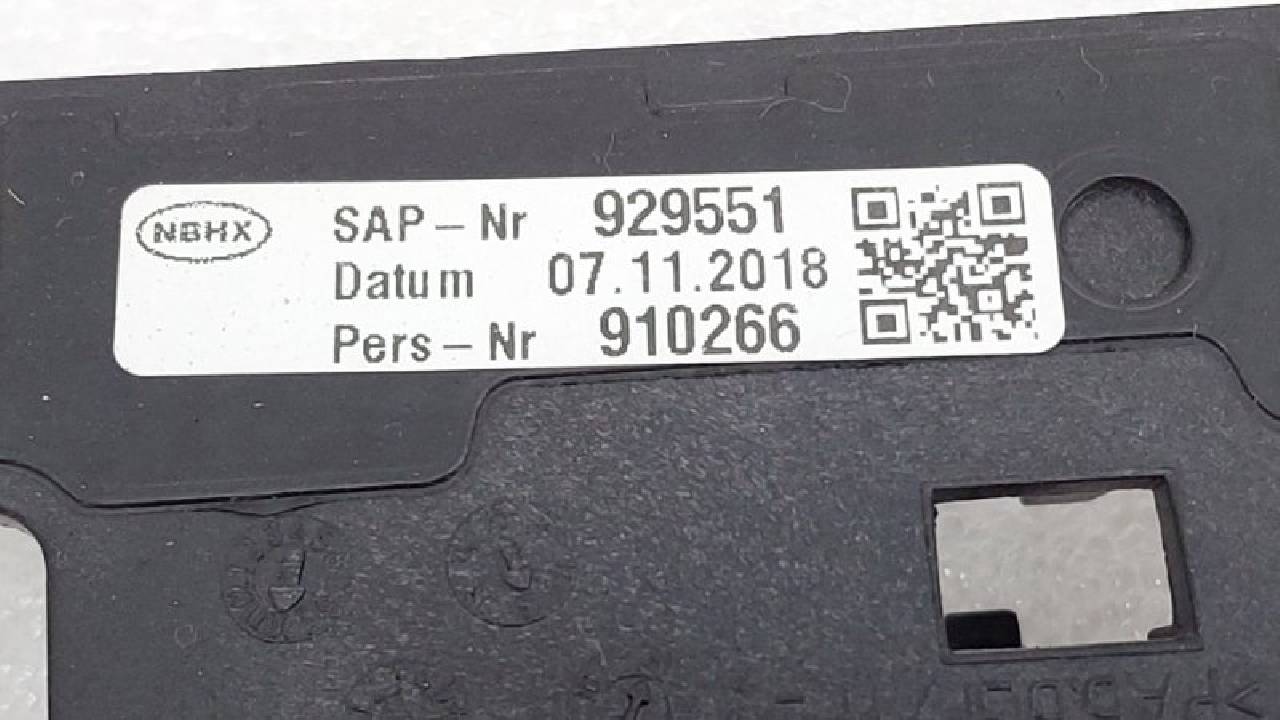 NBHX
SAP-Nr 929551
Datum 07.11.2018
Pers-Nr 910266